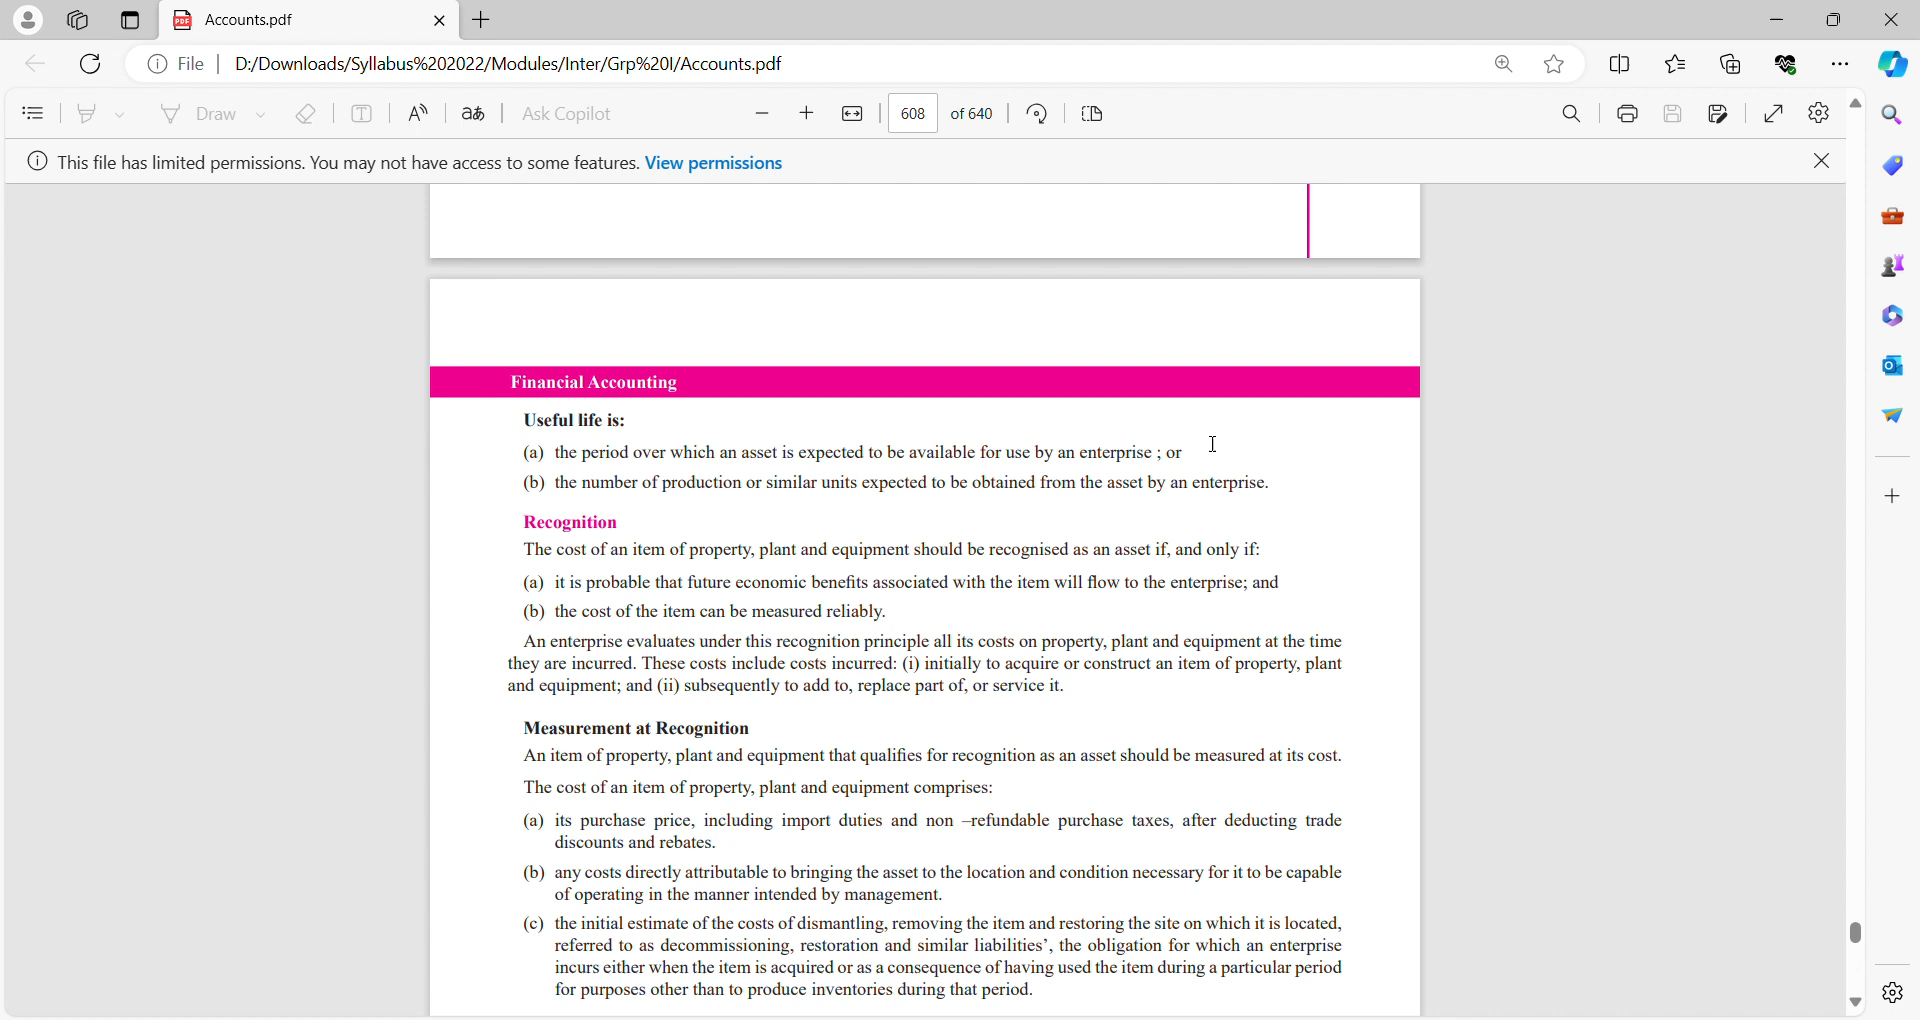 Accounts.pdf
File | D:/Downloads/Syllabus%202022/Modules/Inter/Grp%20I/Accounts.pdf
Draw
Ask Copilot
608 of 640
This file has limited permissions. You may not have access to some features. View permissions
Financial Accounting
Useful life is:
(a) the period over which an asset is expected to be available for use by an enterprise ; or
(b) the number of production or similar units expected to be obtained from the asset by an enterprise.
Recognition
The cost of an item of property, plant and equipment should be recognised as an asset if, and only if:
(a) it is probable that future economic benefits associated with the item will flow to the enterprise; and
(b) the cost of the item can be measured reliably.
An enterprise evaluates under this recognition principle all its costs on property, plant and equipment at the time
they are incurred. These costs include costs incurred: (i) initially to acquire or construct an item of property, plant
and equipment; and (ii) subsequently to add to, replace part of, or service it.
Measurement at Recognition
An item of property, plant and equipment that qualifies for recognition as an asset should be measured at its cost.
The cost of an item of property, plant and equipment comprises:
(a) its purchase price, including import duties and non –refundable purchase taxes, after deducting trade
discounts and rebates.
(b) any costs directly attributable to bringing the asset to the location and condition necessary for it to be capable
of operating in the manner intended by management.
(c) the initial estimate of the costs of dismantling, removing the item and restoring the site on which it is located,
referred to as decommissioning, restoration and similar liabilities’, the obligation for which an enterprise
incurs either when the item is acquired or as a consequence of having used the item during a particular period
for purposes other than to produce inventories during that period.